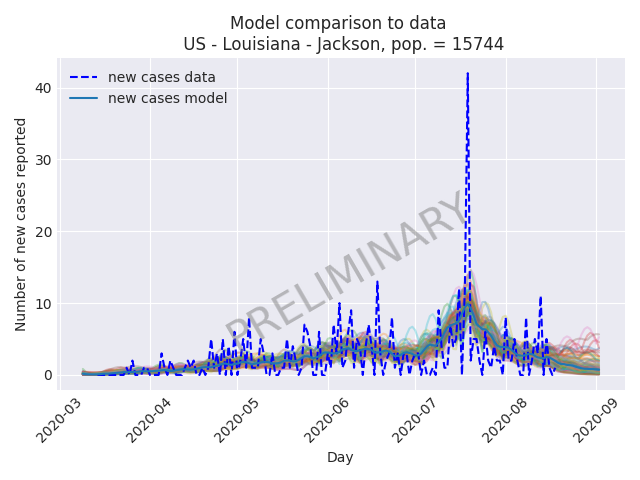 Model comparison to data
US - Louisiana - Jackson, pop. = 15744
new cases data
new cases model
PRELIMINARY
Number of new cases reported
40
30
20
10
0
2020-03
2020-04
2020-05
2020-06
2020-07
2020-08
2020-09
Day